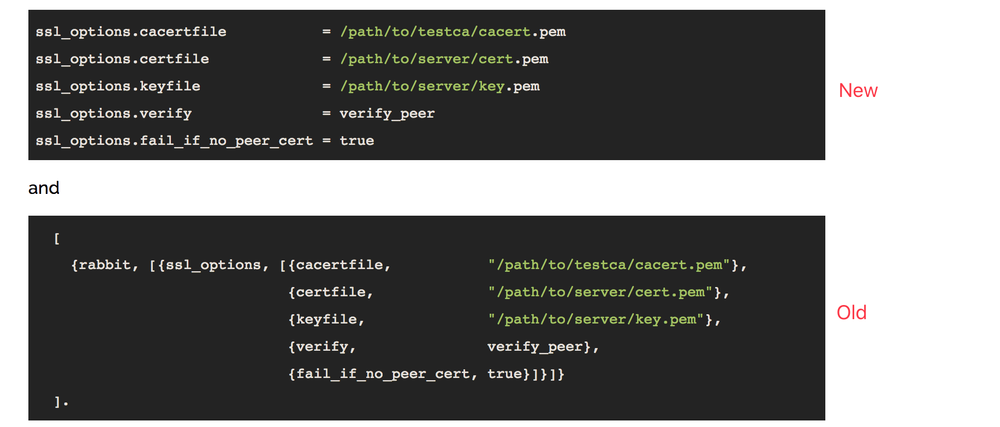 ssl_options.cacertfile           = /path/to/testca/cacert.pem
ssl_options.certfile             = /path/to/server/cert.pem
ssl_options.keyfile              = /path/to/server/key.pem
ssl_options.verify               = verify_peer
ssl_options.fail_if_no_peer_cert = true
New
and
[
  {rabbit, [{ssl_options, [{cacertfile,           "/path/to/testca/cacert.pem"},
                           {certfile,             "/path/to/server/cert.pem"},
                           {keyfile,              "/path/to/server/key.pem"},
                           {verify,               verify_peer},
                           {fail_if_no_peer_cert, true}]}]}
].
Old